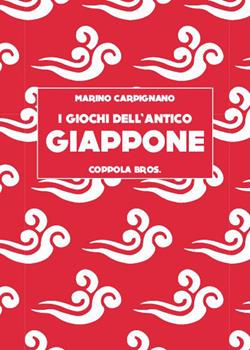 MARINO CARPIGNANO
I GIOCHI DELL'ANTICO
GIAPPONE
COPPOLA BROS.